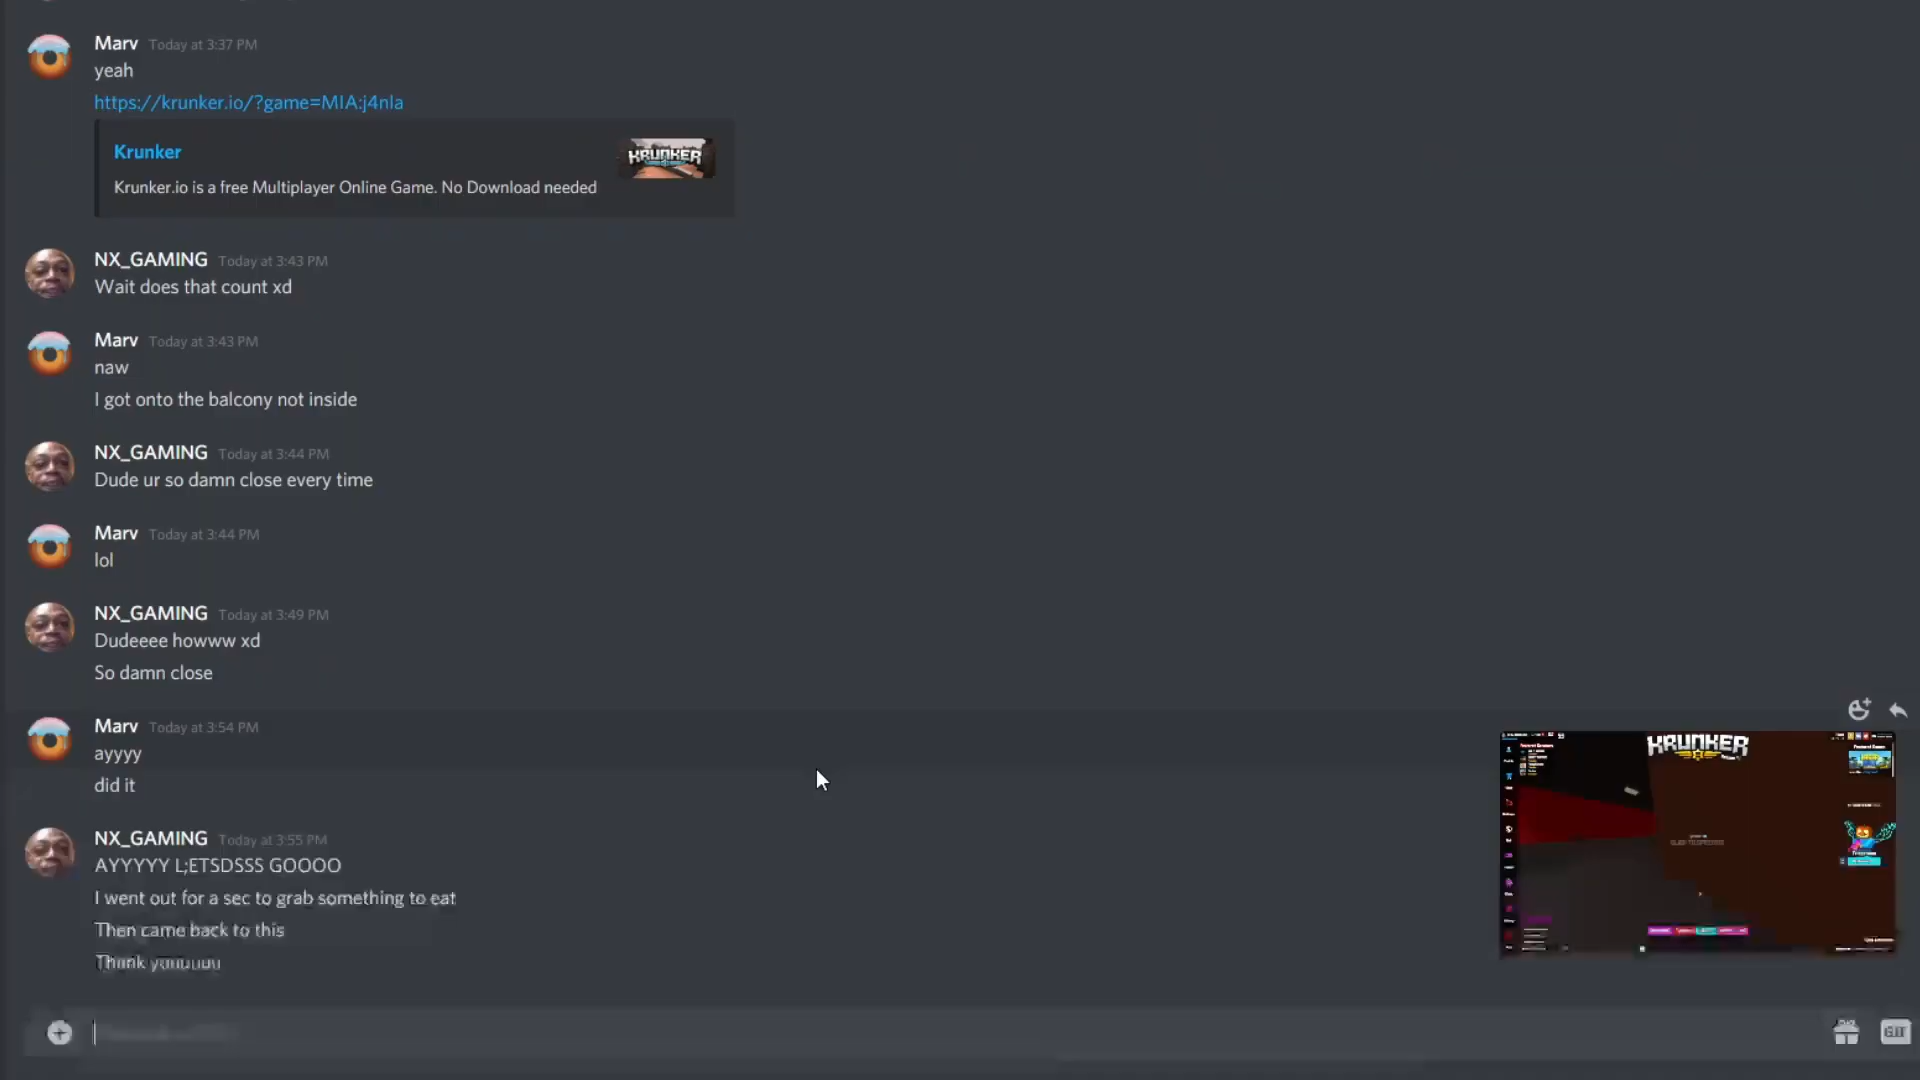 Marv Today at 3:37 PM
yeah
https://krunker.io/?game=MIA:j4nla
Krunker
KRUNKER
Krunker.io is a free Multiplayer Online Game. No Download needed
NX_GAMING Today at 3:43 PM
Wait does that count xd
Marv Today at 3:43 PM
naw
I got onto the balcony not inside
NX_GAMING Today at 3:44 PM
Dude ur so damn close every time
Marv Today at 3:44 PM
lol
NX_GAMING Today at 3:49 PM
Dudeeee howww xd
So damn close
Marv Today at 3:54 PM
ayyyy
did it
KRUNKER
NX_GAMING Today at 3:55 PM
AYYYYY L;ETSDSSS GOOOO
I went out for a sec to grab something to eat
Then came back to this
Thank youuuuu